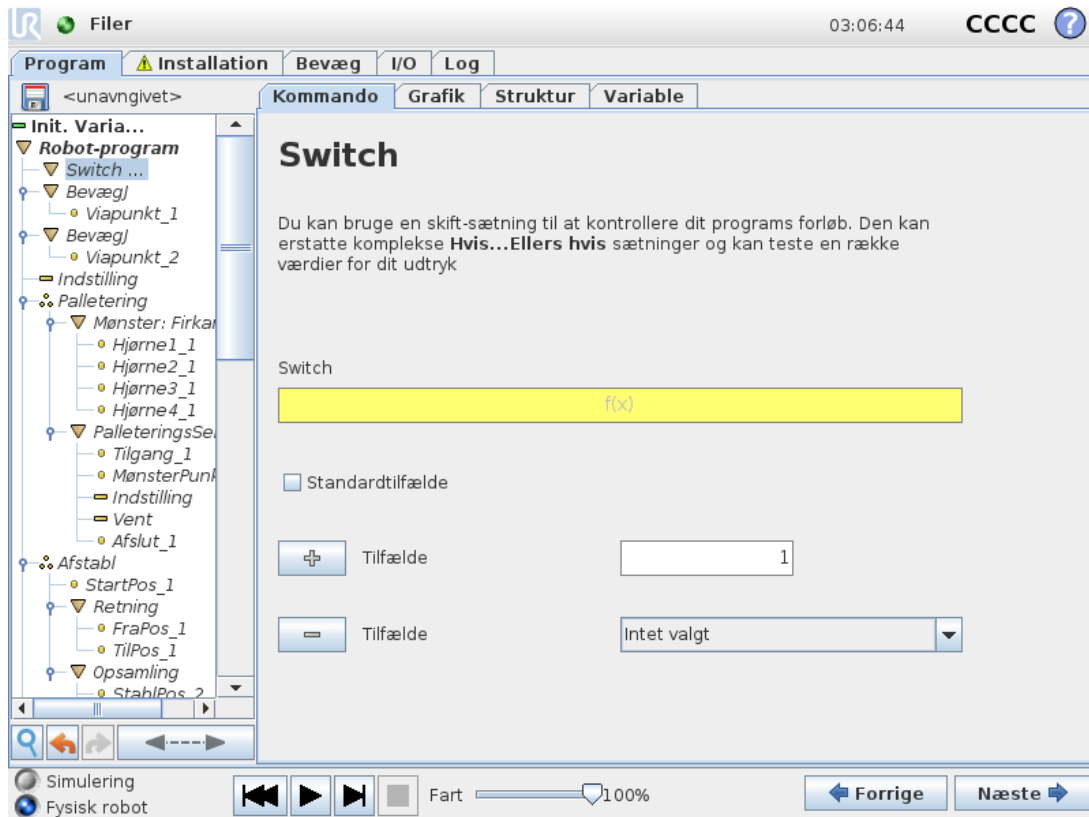 UR Filer 03:06:44 CCCC ?
Program Installation Bevæg I/O Log
<unavngivet>
Kommando Grafik Struktur Variable
Init. Varia...
Robot-program
Switch ...
BevægJ
Viapunkt_1
BevægJ
Viapunkt_2
Indstilling
Palletering
Mønster: Firkan
Hjørne1_1
Hjørne2_1
Hjørne3_1
Hjørne4_1
PalleteringsSe
Tilgang_1
MønsterPunk
Indstilling
Vent
Afslut_1
Afstabl
StartPos_1
Retning
FraPos_1
TilPos_1
Opsamling
StablPos_2
Switch
Du kan bruge en skift-sætning til at kontrollere dit programs forløb. Den kan
erstatte komplekse Hvis...Ellers hvis sætninger og kan teste en række
værdier for dit udtryk
Switch
f(x)
Standardtilfælde
Tilfælde 1
Tilfælde Intet valgt
Simulering
Fysisk robot
Fart 100%
Forrige Næste